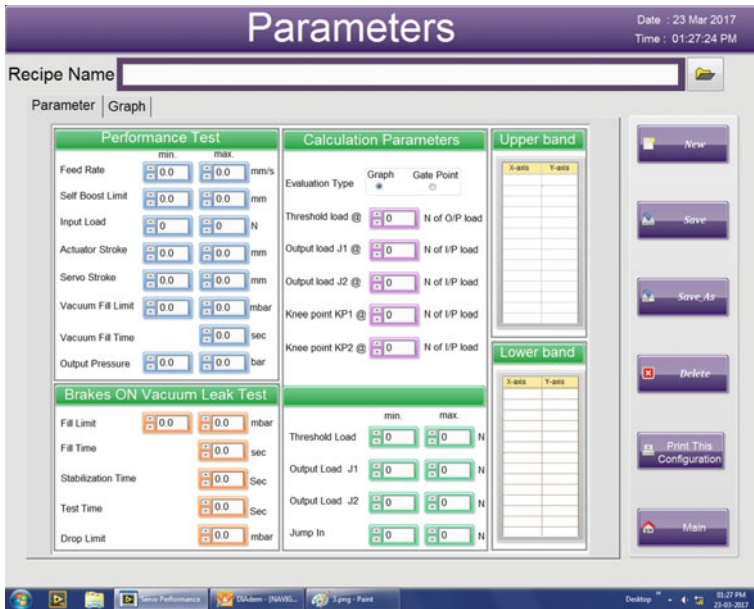 Parameters
Date : 23 Mar 2017
Time : 01:27:24 PM
Recipe Name
Parameter Graph
Performance Test
min. max.
Feed Rate 0.0 0.0 mm/s
Self Boost Limit 0.0 0.0 mm
Input Load 0 0 N
Actuator Stroke 0.0 0.0 mm
Servo Stroke 0.0 0.0 mm
Vacuum Fill Limit 0.0 0.0 mbar
Vacuum Fill Time 0.0 sec
Output Pressure 0.0 0.0 bar
Brakes ON Vacuum Leak Test
Fill Limit 0.0 0.0 mbar
Fill Time 0.0 sec
Stabilization Time 0.0 Sec
Test Time 0.0 Sec
Drop Limit 0.0 mbar
Calculation Parameters
Evaluation Type Graph Gate Point
Threshold load @ 0 N of O/P load
Output load J1 @ 0 N of I/P load
Output load J2 @ 0 N of I/P load
Knee point KP1 @ 0 N of I/P load
Knee point KP2 @ 0 N of I/P load
min. max.
Threshold Load 0 0 N
Output Load J1 0 0 N
Output Load J2 0 0 N
Jump In 0 0 N
Upper band
X-axis Y-axis
Lower band
X-axis Y-axis
New
Save
Save_As
Delete
Print This
Configuration
Main
Servo Performance
DIAdem - [NAVIG...
3.png - Paint
Desktop
01:27 PM
23-03-2017